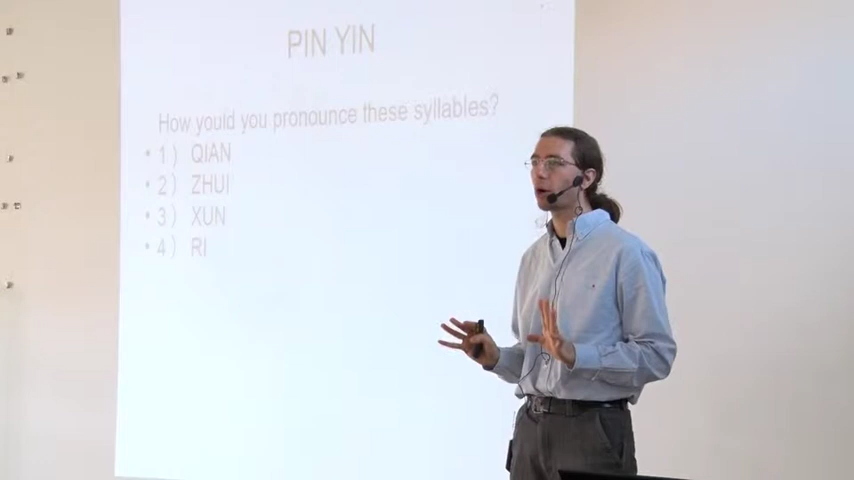 PIN YIN
How would you pronounce these syllables?
• 1） QIAN
• 2） ZHUI
• 3） XUN
• 4） RI